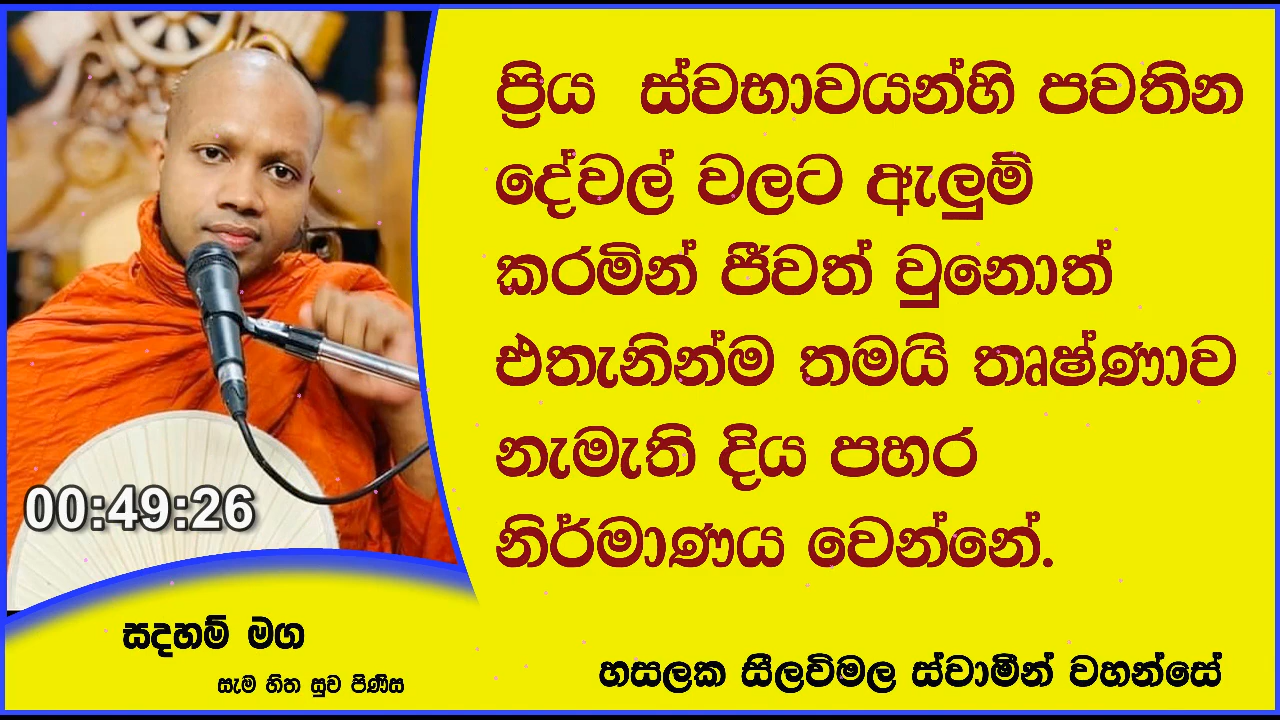 ප්‍රිය ස්වභාවයන්හි පවතින
දේවල් වලට ඇලුම්
කරමින් ජීවත් වුනොත්
එතැනින්ම තමයි තෘෂ්ණාව
නැමැති දිය පහර
නිර්මාණය වෙන්නේ.
00:49:26
සදහම් මග
සැම හිත සුව පිණිස
හසලක සීලවිමල ස්වාමීන් වහන්සේ